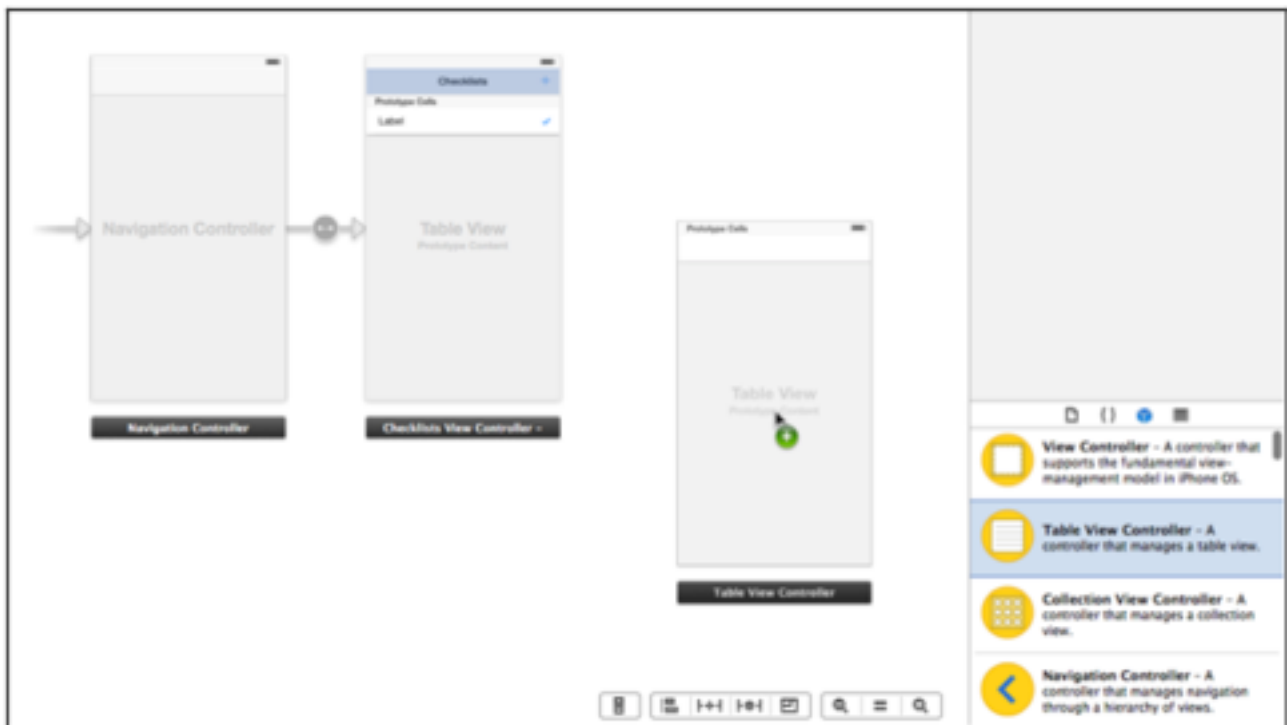 Checklists
Prototype Cells
Label
Navigation Controller
Table View
Prototype Content
Navigation Controller
Checklists View Controller –
Prototype Cells
Table View
Prototype Content
Table View Controller
View Controller – A controller that
supports the fundamental view-
management model in iPhone OS.
Table View Controller – A
controller that manages a table view.
Collection View Controller – A
controller that manages a collection
view.
Navigation Controller – A
controller that manages navigation
through a hierarchy of views.